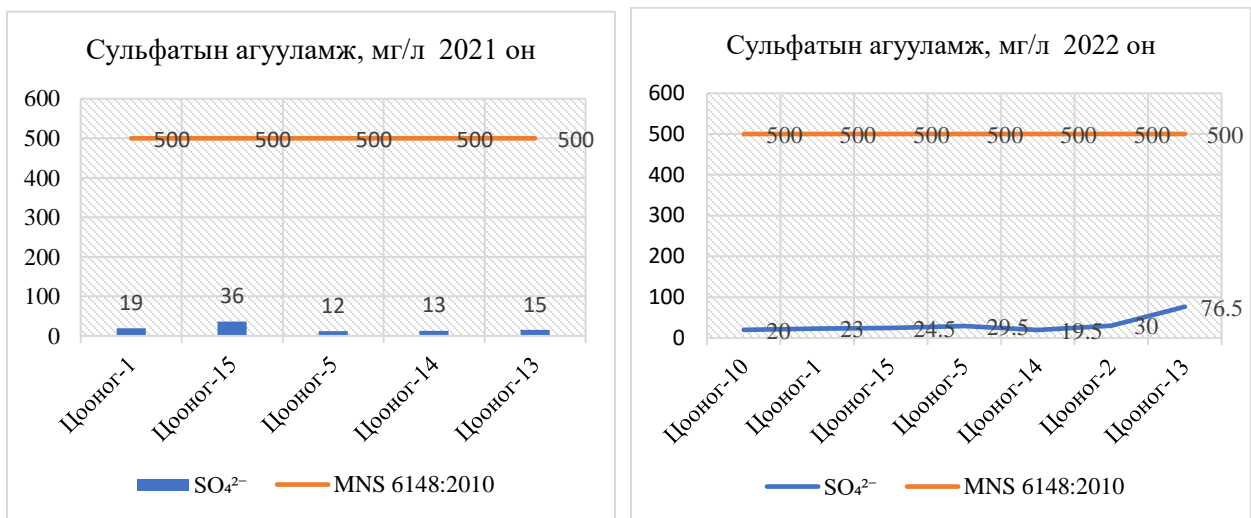 Сульфатын агууламж, мг/л 2021 он
600
500
400
300
200
100
0
500 500 500 500 500
19 36 12 13 15
Цооног-1 Цооног-15 Цооног-5 Цооног-14 Цооног-13
SO₄²⁻ MNS 6148:2010
Сульфатын агууламж, мг/л 2022 он
600
500
400
300
200
100
0
500 500 500 500 500 500 500
20 23 24.5 29.5 19.5 30 76.5
Цооног-10 Цооног-1 Цооног-15 Цооног-5 Цооног-14 Цооног-2 Цооног-13
SO₄²⁻ MNS 6148:2010